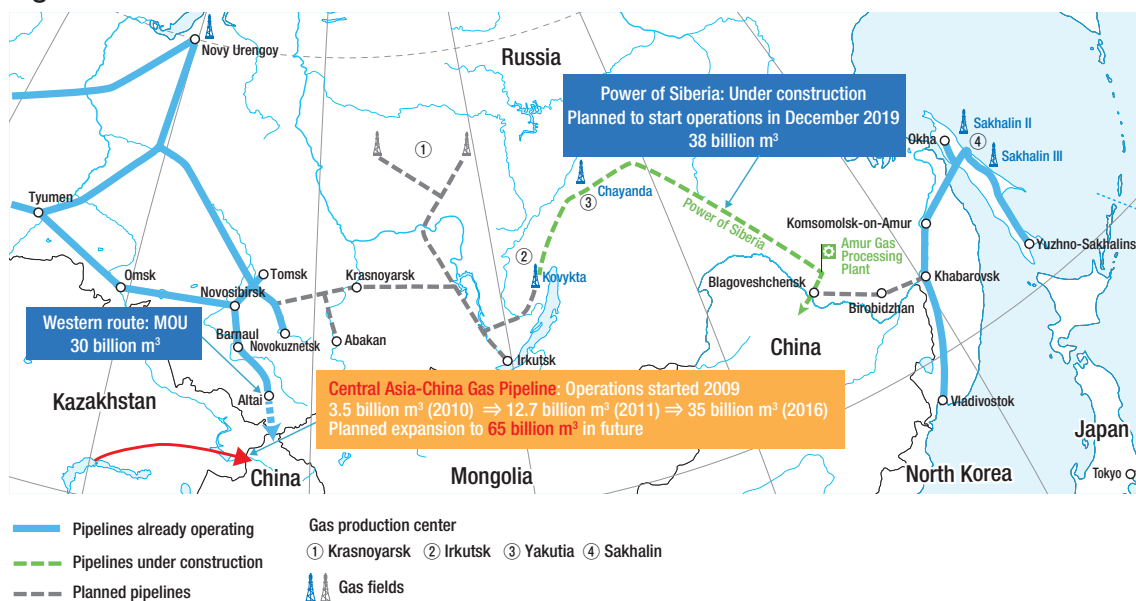 Novy Urengoy
Russia
Power of Siberia: Under construction
Planned to start operations in December 2019
38 billion m³
Sakhalin II
Okha
④
Sakhalin III
①
Tyumen
Chayanda
③
Power of Siberia
Komsomolsk-on-Amur
Yuzhno-Sakhalins
Amur Gas
Processing
Plant
②
Omsk
Tomsk
Krasnoyarsk
Kovykta
Blagoveshchensk
Khabarovsk
Novosibirsk
Birobidzhan
Western route: MOU
30 billion m³
Barnaul
Novokuznetsk
Abakan
Irkutsk
China
Central Asia-China Gas Pipeline: Operations started 2009
3.5 billion m³ (2010) ⇒ 12.7 billion m³ (2011) ⇒ 35 billion m³ (2016)
Planned expansion to 65 billion m³ in future
Kazakhstan
Altai
Vladivostok
Japan
China
Mongolia
North Korea
Tokyo
Pipelines already operating
Pipelines under construction
Planned pipelines
Gas production center
① Krasnoyarsk ② Irkutsk ③ Yakutia ④ Sakhalin
Gas fields